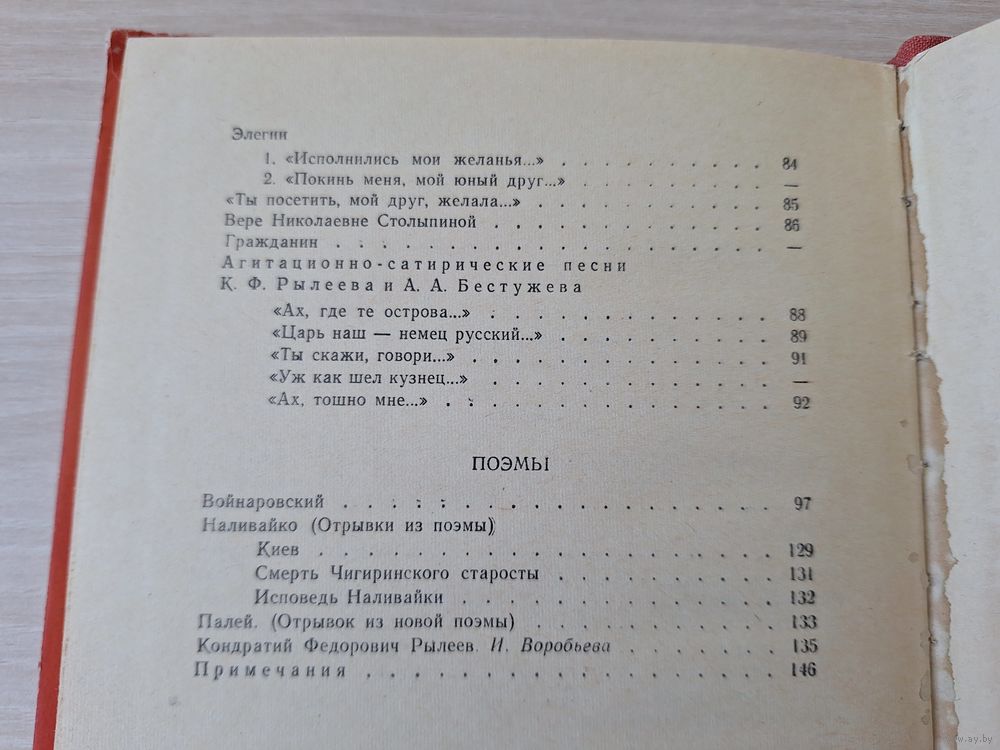 Элегии
1. «Исполнились мои желанья...» . . . . . . . . . . 84
2. «Покинь меня, мой юный друг...» . . . . . . . . . —
«Ты посетить, мой друг, желала...» . . . . . . . . . . . 85
Вере Николаевне Столыпиной . . . . . . . . . . . . . 86
Гражданин . . . . . . . . . . . . . . . . . . . . —
Агитационно-сатирические песни
К. Ф. Рылеева и А. А. Бестужева
«Ах, где те острова...» . . . . . . . . . . . . . 88
«Царь наш — немец русский...» . . . . . . . . . . 89
«Ты скажи, говори...» . . . . . . . . . . . . . . 91
«Уж как шел кузнец...» . . . . . . . . . . . . . —
«Ах, тошно мне...» . . . . . . . . . . . . . . . 92
ПОЭМЫ
Войнаровский . . . . . . . . . . . . . . . . . . . 97
Наливайко (Отрывки из поэмы)
Киев . . . . . . . . . . . . . . . . . . . . 129
Смерть Чигиринского старосты . . . . . . . . . . 131
Исповедь Наливайки . . . . . . . . . . . . . . 132
Палей. (Отрывок из новой поэмы) . . . . . . . . . . . 133
Кондратий Федорович Рылеев. И. Воробьева . . . . . . . 135
Примечания . . . . . . . . . . . . . . . . . . 146
w.ay.by